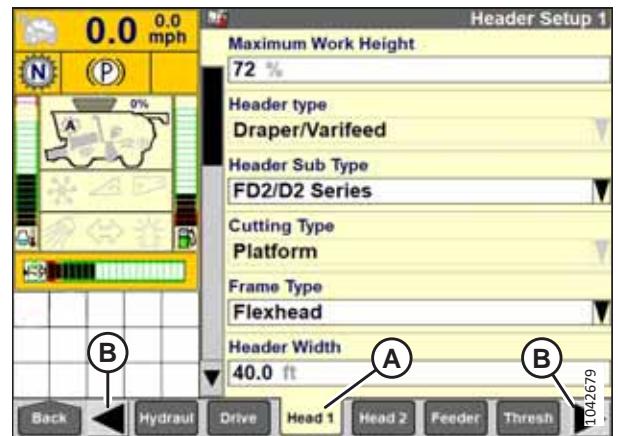 0.0 0.0 mph
Header Setup 1
N (P)
0%
A
Maximum Work Height
72 %
Header type
Draper/Varifeed
Header Sub Type
FD2/D2 Series
Cutting Type
Platform
Frame Type
Flexhead
Header Width
40.0 ft
B A B
Back Hydraul Drive Head 1 Head 2 Feeder Thresh
1042679